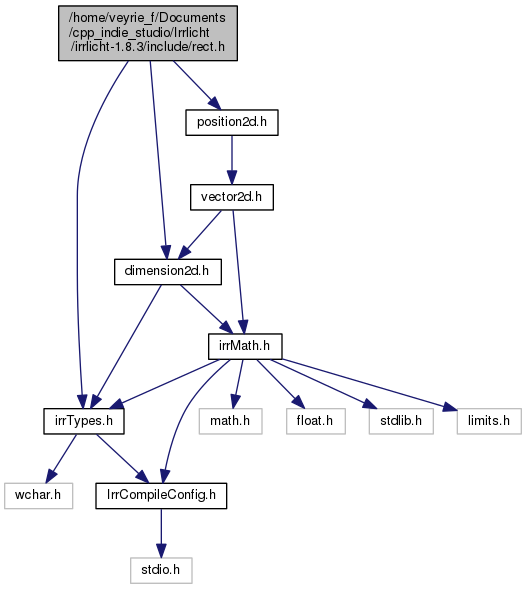 /home/veyrie_f/Documents
/cpp_indie_studio/Irrlicht
/irrlicht-1.8.3/include/rect.h
position2d.h
vector2d.h
dimension2d.h
irrMath.h
irrTypes.h
math.h
float.h
stdlib.h
limits.h
wchar.h
IrrCompileConfig.h
stdio.h